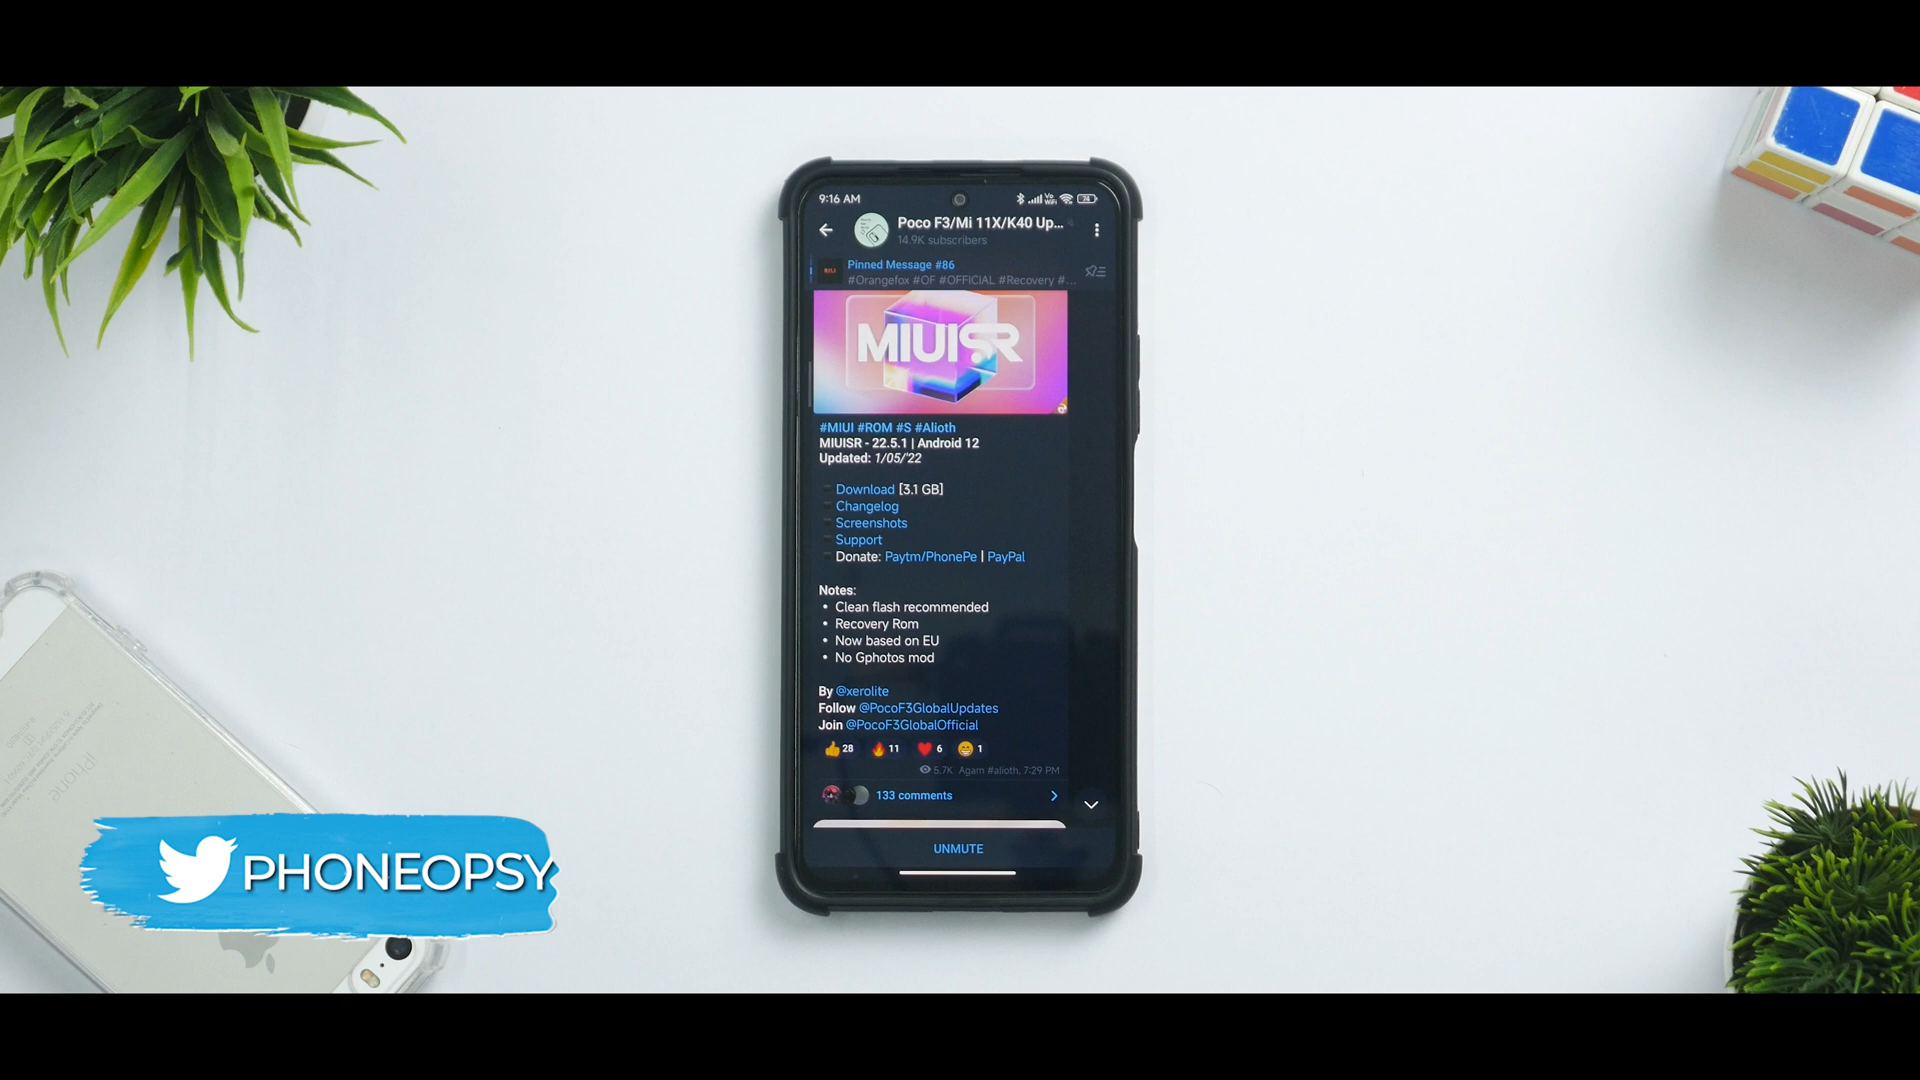 9:16 AM
Vo
WiFi
74
Poco F3/Mi 11X/K40 Up...
14.9K subscribers
Pinned Message #86
#Orangefox #OF #OFFICIAL #Recovery #...
MIUISR
#MIUI #ROM #S #Alioth
MIUISR - 22.5.1 | Android 12
Updated: 1/05/'22
Download [3.1 GB]
Changelog
Screenshots
Support
Donate: Paytm/PhonePe | PayPal
Notes:
• Clean flash recommended
• Recovery Rom
• Now based on EU
• No Gphotos mod
By @xerolite
Follow @PocoF3GlobalUpdates
Join @PocoF3GlobalOfficial
28 11 6 1
5.7K Agam #alioth, 7:29 PM
133 comments
UNMUTE
iPhone
PHONEOPSY